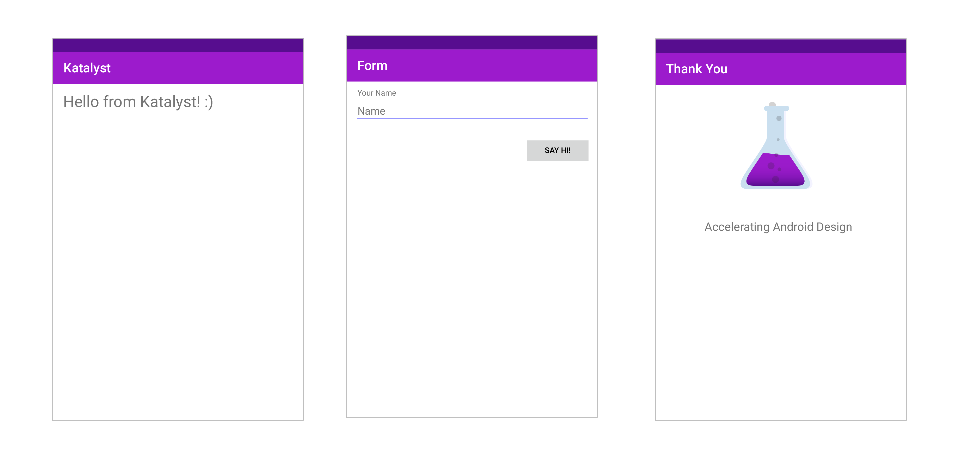 Katalyst
Hello from Katalyst! :)
Form
Your Name
Name
SAY HI!
Thank You
Accelerating Android Design